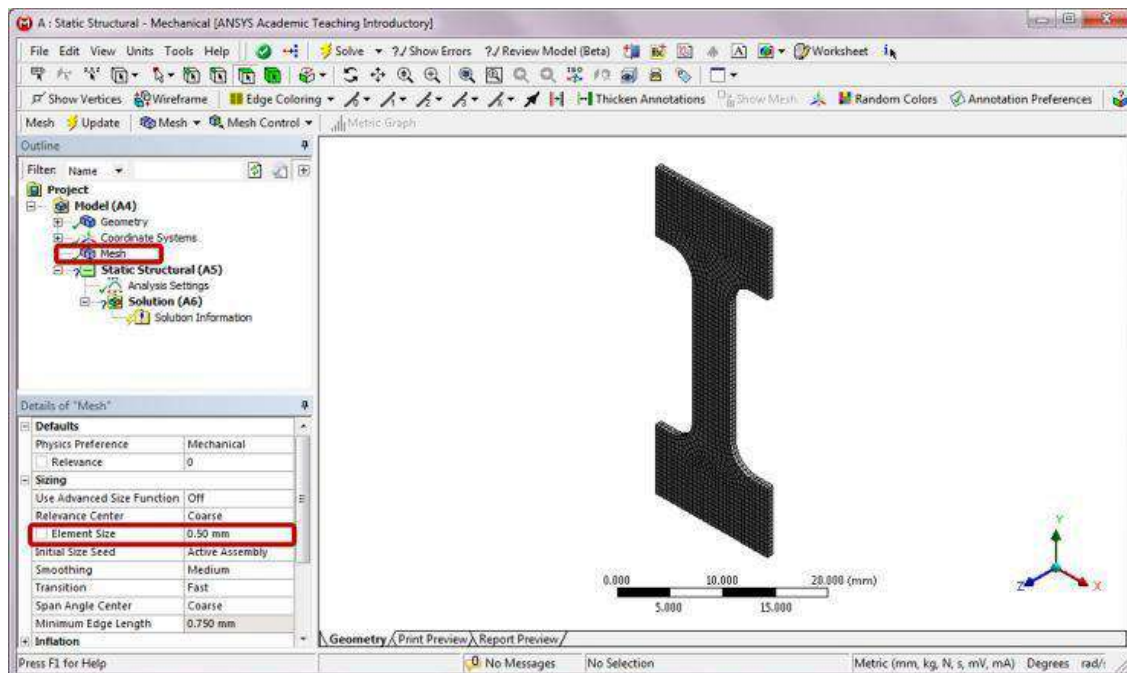 A : Static Structural - Mechanical [ANSYS Academic Teaching Introductory]
File Edit View Units Tools Help Solve ?./ Show Errors ?./ Review Model (Beta) A Worksheet
Show Vertices Wireframe Edge Coloring Thicken Annotations Show Mesh Random Colors Annotation Preferences
Mesh Update Mesh Mesh Control Metric Graph
Outline
Filter: Name
Project
Model (A4)
Geometry
Coordinate Systems
Mesh
Static Structural (A5)
Analysis Settings
Solution (A6)
Solution Information
Details of "Mesh"
Defaults
Physics Preference Mechanical
Relevance 0
Sizing
Use Advanced Size Function Off
Relevance Center Coarse
Element Size 0.50 mm
Initial Size Seed Active Assembly
Smoothing Medium
Transition Fast
Span Angle Center Coarse
Minimum Edge Length 0.750 mm
Inflation
0.000 10.000 20.000 (mm)
5.000 15.000
Y
Z X
Geometry Print Preview Report Preview
Press F1 for Help 0 No Messages No Selection Metric (mm, kg, N, s, mV, mA) Degrees rad/